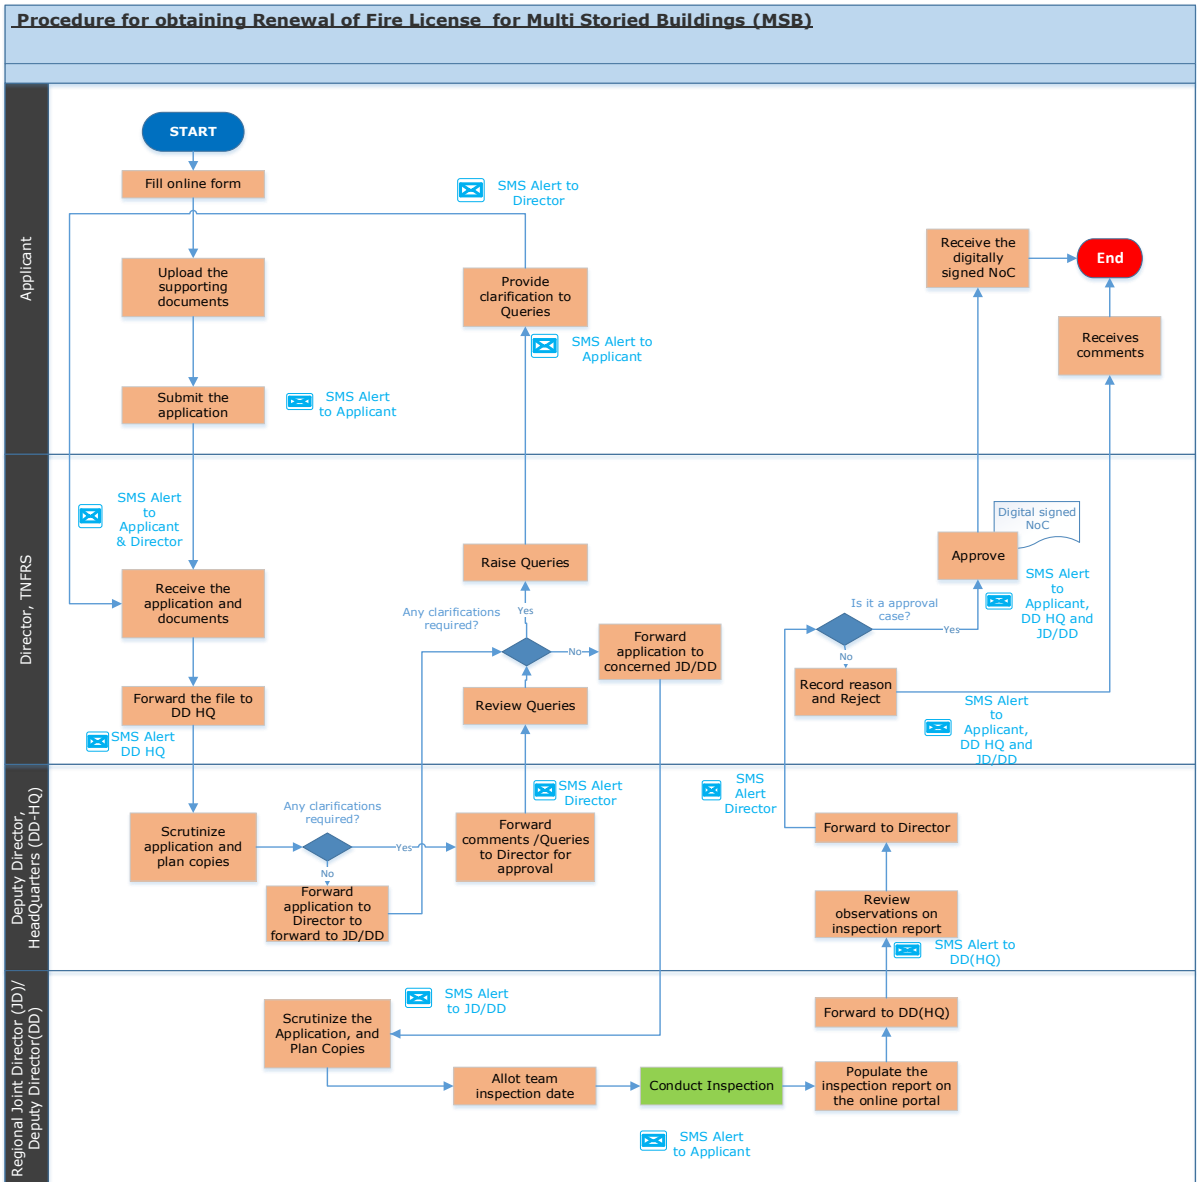 Procedure for obtaining Renewal of Fire License  for Multi Storied Buildings (MSB)
Applicant
START
Fill online form
SMS Alert to
Director
Upload the
supporting
documents
Provide
clarification to
Queries
Receive the
digitally
signed NoC
End
SMS Alert to
Applicant
Receives
comments
Submit the
application
SMS Alert
to Applicant
Director, TNFRS
SMS Alert
to
Applicant
& Director
Digital signed
NoC
Raise Queries
Approve
Receive the
application and
documents
Any clarifications
required?
Yes
No
Forward
application to
concerned JD/DD
Is it a approval
case?
Yes
No
SMS Alert
to
Applicant,
DD HQ and
JD/DD
Forward the file to
DD HQ
Review Queries
Record reason
and Reject
SMS Alert
to
Applicant,
DD HQ and
JD/DD
SMS Alert
DD HQ
Deputy Director,
HeadQuarters (DD-HQ)
SMS Alert
Director
SMS
Alert
Director
Scrutinize
application and
plan copies
Any clarifications
required?
Yes
No
Forward
comments /Queries
to Director for
approval
Forward to Director
Forward
application to
Director to
forward to JD/DD
Review
observations on
inspection report
SMS Alert to
DD(HQ)
Regional Joint Director (JD)/
Deputy Director(DD)
SMS Alert
to JD/DD
Scrutinize the
Application, and
Plan Copies
Forward to DD(HQ)
Allot team
inspection date
Conduct Inspection
Populate the
inspection report on
the online portal
SMS Alert
to Applicant